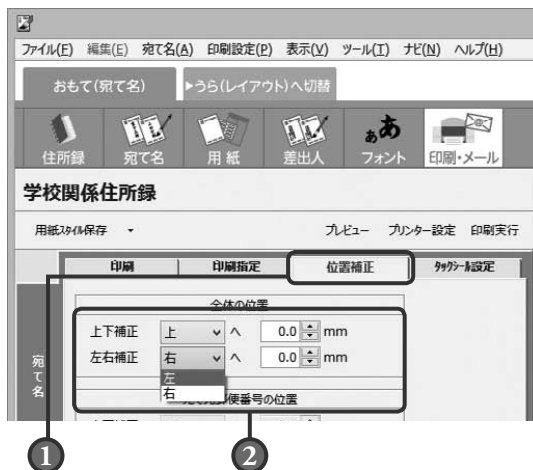 ファイル(F) 編集(E) 宛て名(A) 印刷設定(P) 表示(V) ツール(T) ナビ(N) ヘルプ(H)
おもて(宛て名) ▶うら(レイアウト)へ切替
住所録 宛て名 用紙 差出人 フォント 印刷・メール
学校関係住所録
用紙ｽﾀｲﾙ保存 プレビュー プリンター設定 印刷実行
印刷 印刷指定 位置補正 ﾀｯｸｼｰﾙ設定
全体の位置
上下補正 上 へ 0.0 mm
左右補正 右 へ 0.0 mm
左
右
郵便番号の位置
宛て名
1 2